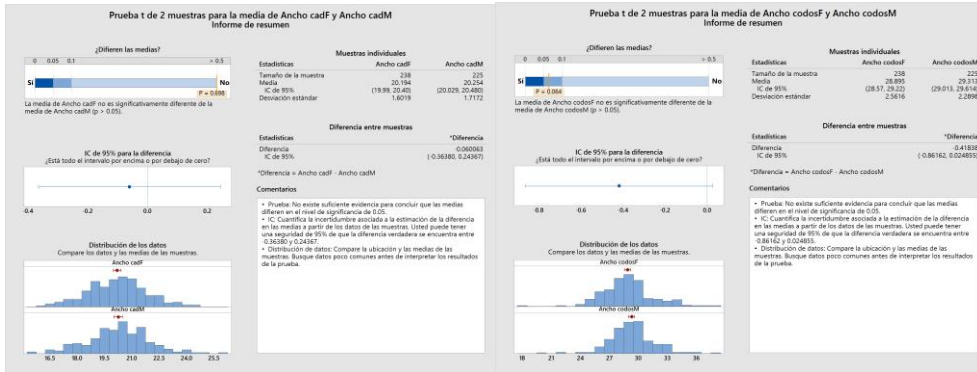 Prueba t de 2 muestras para la media de Ancho cadF y Ancho cadM
Informe de resumen
¿Difieren las medias?
0 0.05 0.1 > 0.5
Sí No
P = 0.698
La media de Ancho cadF no es significativamente diferente de la
media de Ancho cadM (p > 0.05).
Muestras individuales
Estadísticas Ancho cadF Ancho cadM
Tamaño de la muestra 238 225
Media 20.194 20.254
IC de 95% (19.99, 20.40) (20.029, 20.480)
Desviación estándar 1.6019 1.7172
Diferencia entre muestras
Estadísticas *Diferencia
Diferencia -0.060063
IC de 95% (-0.36380, 0.24367)
*Diferencia = Ancho cadF - Ancho cadM
IC de 95% para la diferencia
¿Está todo el intervalo por encima o por debajo de cero?
-0.4 -0.2 0.0 0.2
Comentarios
• Prueba: No existe suficiente evidencia para concluir que las medias
difieren en el nivel de significancia de 0.05.
• IC: Cuantifica la incertidumbre asociada a la estimación de la diferencia
en las medias a partir de los datos de las muestras. Usted puede tener
una seguridad de 95% de que la diferencia verdadera se encuentra entre
-0.36380 y 0.24367.
• Distribución de datos: Compare la ubicación y las medias de las
muestras. Busque datos poco comunes antes de interpretar los resultados
de la prueba.
Distribución de los datos
Compare los datos y las medias de las muestras.
Ancho cadF
Ancho cadM
16.5 18.0 19.5 21.0 22.5 24.0 25.5
Prueba t de 2 muestras para la media de Ancho codosF y Ancho codosM
Informe de resumen
¿Difieren las medias?
0 0.05 0.1 > 0.5
Sí No
P = 0.064
La media de Ancho codosF no es significativamente diferente de la
media de Ancho codosM (p > 0.05).
Muestras individuales
Estadísticas Ancho codosF Ancho codosM
Tamaño de la muestra 238 225
Media 28.895 29.313
IC de 95% (28.57, 29.22) (29.013, 29.614)
Desviación estándar 2.5616 2.2898
Diferencia entre muestras
Estadísticas *Diferencia
Diferencia -0.41838
IC de 95% (-0.86162, 0.024855)
*Diferencia = Ancho codosF - Ancho codosM
IC de 95% para la diferencia
¿Está todo el intervalo por encima o por debajo de cero?
-0.8 -0.6 -0.4 -0.2 0.0
Comentarios
• Prueba: No existe suficiente evidencia para concluir que las medias
difieren en el nivel de significancia de 0.05.
• IC: Cuantifica la incertidumbre asociada a la estimación de la diferencia
en las medias a partir de los datos de las muestras. Usted puede tener
una seguridad de 95% de que la diferencia verdadera se encuentra entre
-0.86162 y 0.024855.
• Distribución de datos: Compare la ubicación y las medias de las
muestras. Busque datos poco comunes antes de interpretar los resultados
de la prueba.
Distribución de los datos
Compare los datos y las medias de las muestras.
Ancho codosF
Ancho codosM
18 21 24 27 30 33 36